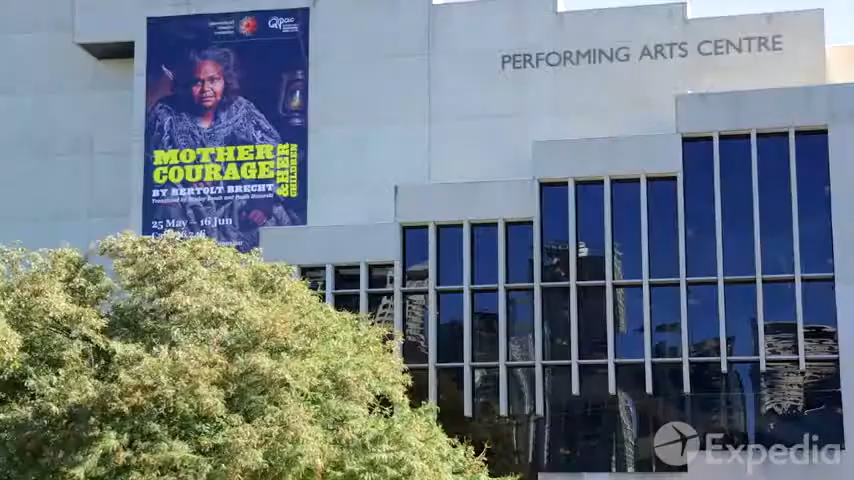 Qpac
PERFORMING ARTS CENTRE
MOTHER
COURAGE
& HER
CHILDREN
BY BERTOLT BRECHT
25 May – 16 Jun
Expedia